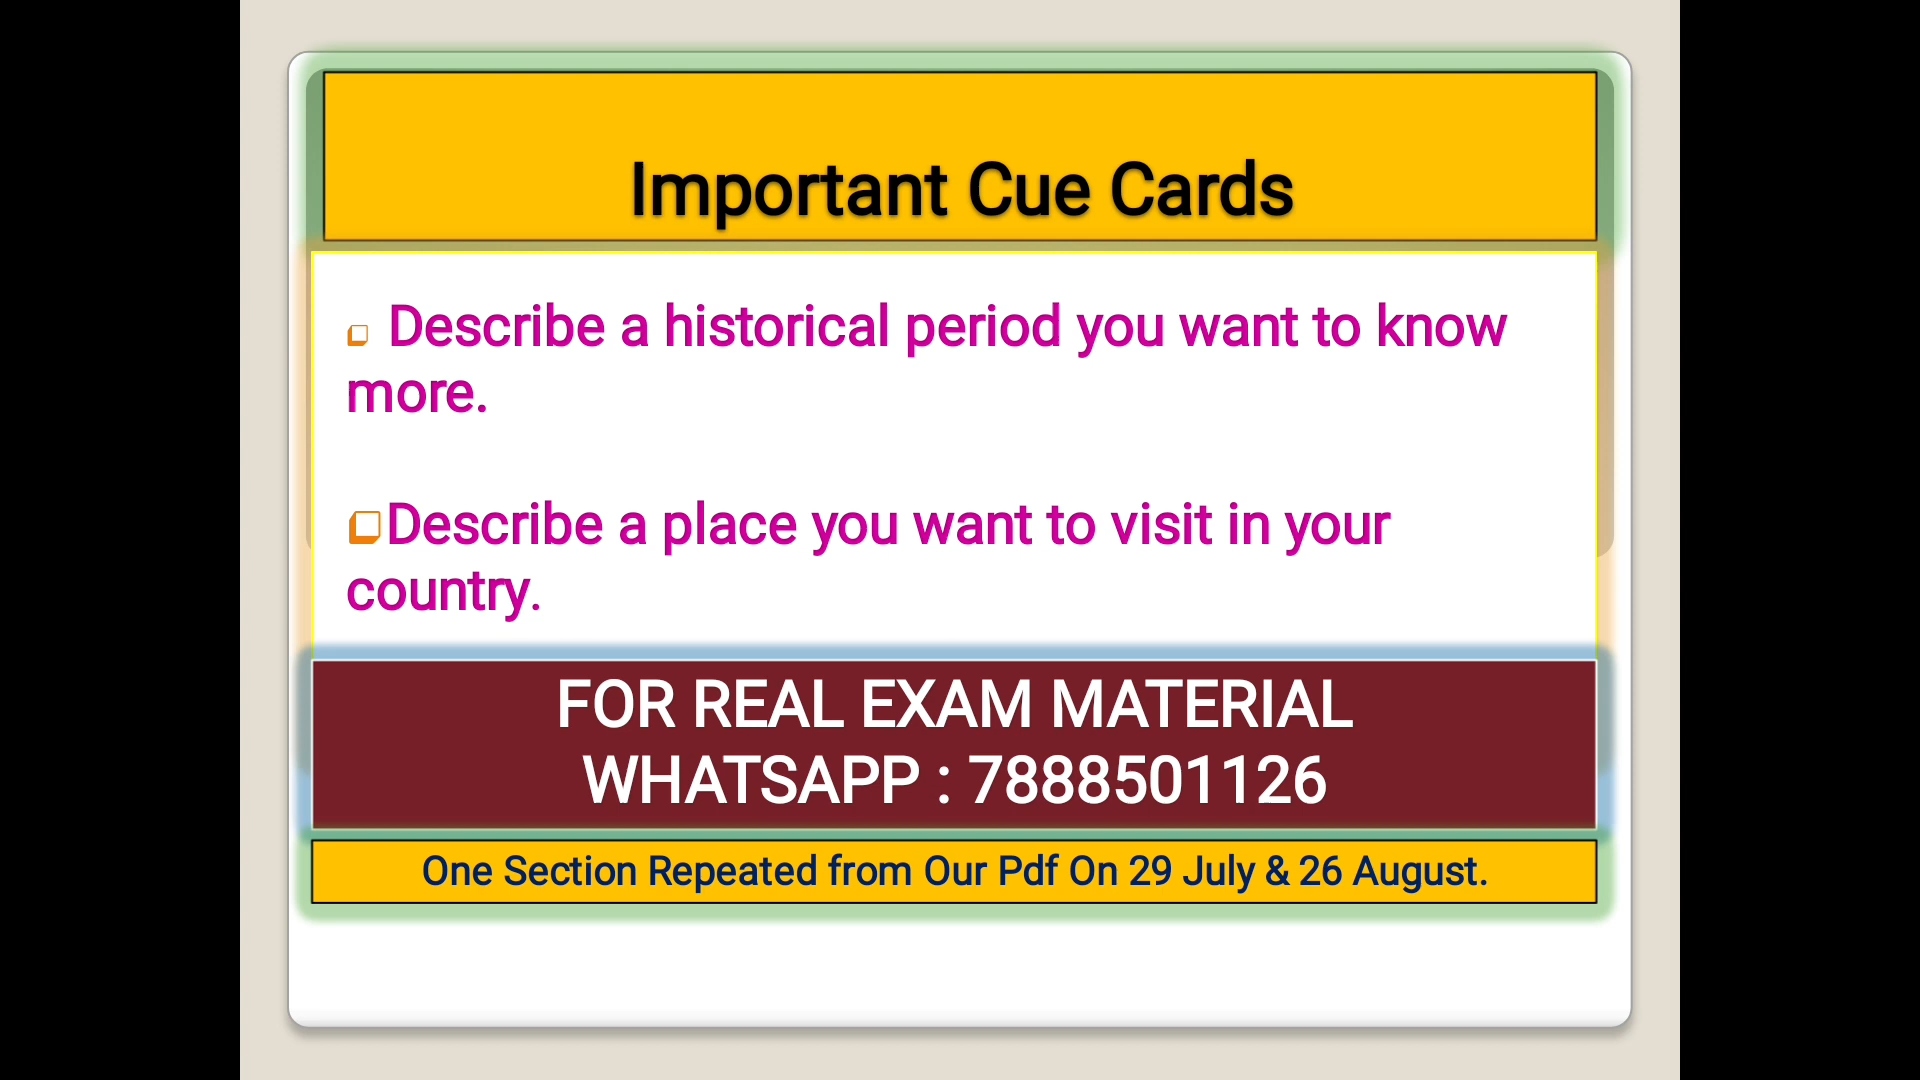 Important Cue Cards
Describe a historical period you want to know
more.
Describe a place you want to visit in your
country.
FOR REAL EXAM MATERIAL
WHATSAPP : 7888501126
One Section Repeated from Our Pdf On 29 July & 26 August.